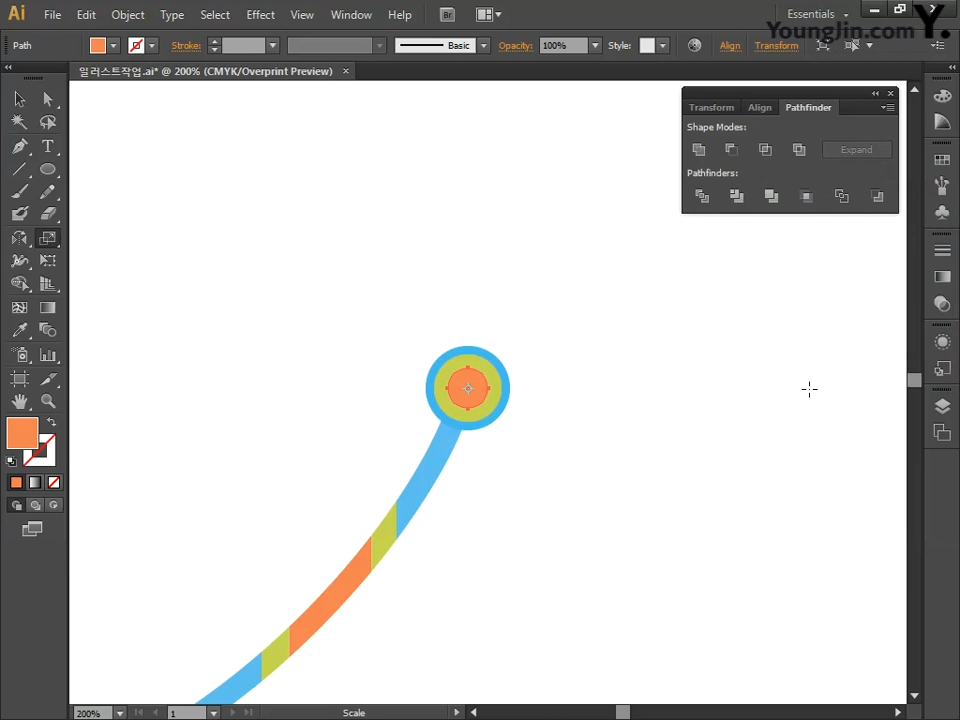 Ai File Edit Object Type Select Effect View Window Help Br Essentials
YoungJin.com Y.
Path Stroke: Basic Opacity: 100% Style: Align Transform
일러스트작업.ai* @ 200% (CMYK/Overprint Preview) ×
Transform Align Pathfinder
Shape Modes:
Expand
Pathfinders:
T
200% 1 Scale